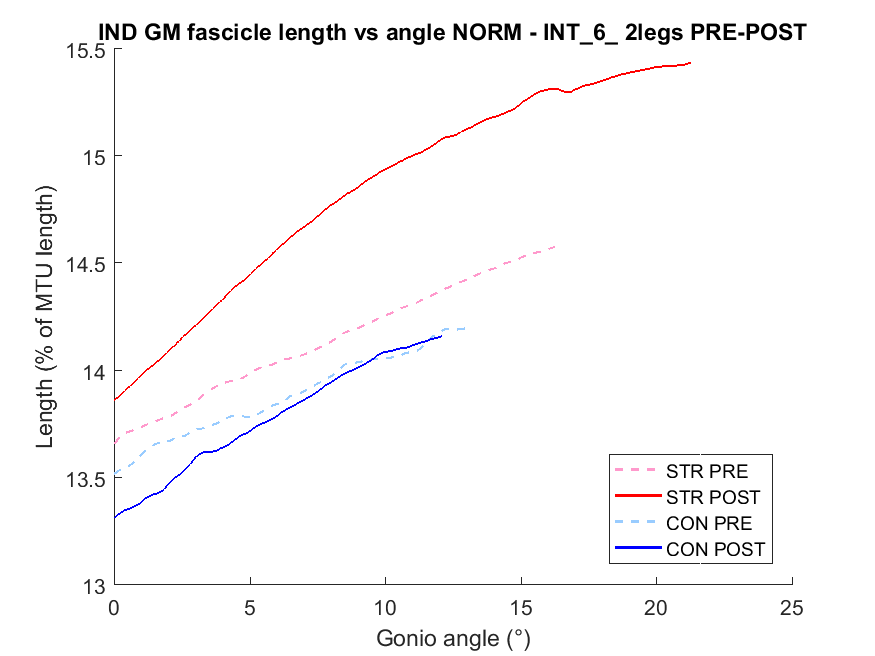 IND GM fascicle length vs angle NORM - INT_6_ 2legs PRE-POST
Length (% of MTU length)
15.5
15
14.5
14
13.5
13
0 5 10 15 20 25
Gonio angle (°)
STR PRE
STR POST
CON PRE
CON POST